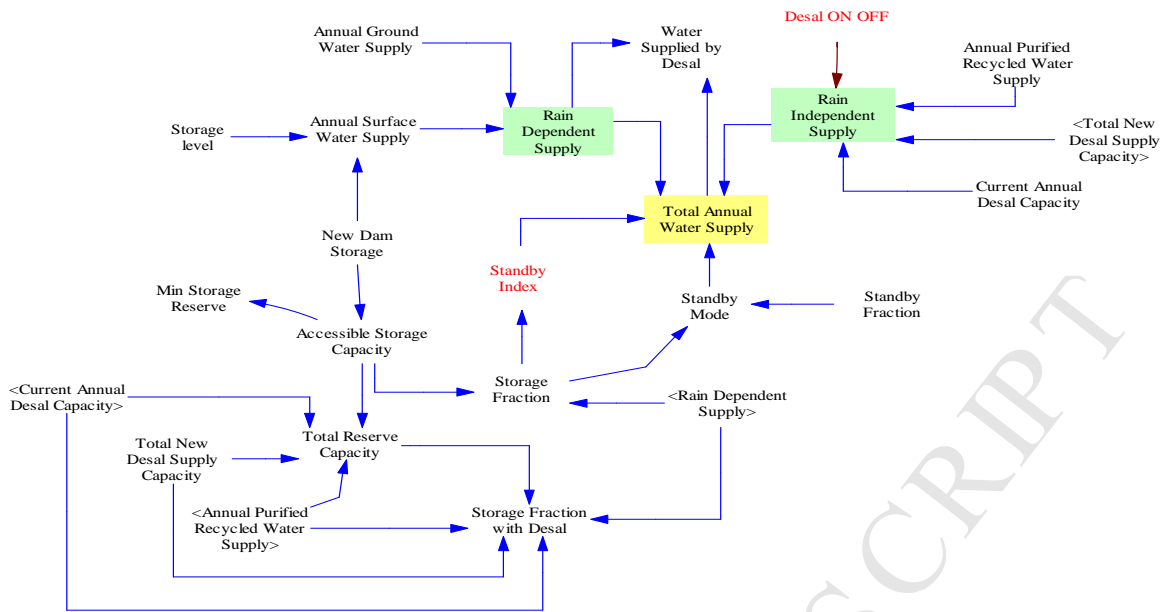 Desal ON OFF
Annual Ground
Water Supply
Water
Supplied by
Desal
Annual Purified
Recycled Water
Supply
Storage
level
Annual Surface
Water Supply
Rain
Dependent
Supply
Rain
Independent
Supply
<Total New
Desal Supply
Capacity>
Current Annual
Desal Capacity
Total Annual
Water Supply
New Dam
Storage
Standby
Index
Min Storage
Reserve
Standby
Mode
Standby
Fraction
Accessible Storage
Capacity
<Current Annual
Desal Capacity>
Storage
Fraction
<Rain Dependent
Supply>
Total New
Desal Supply
Capacity
Total Reserve
Capacity
<Annual Purified
Recycled Water
Supply>
Storage Fraction
with Desal
SCRIPT